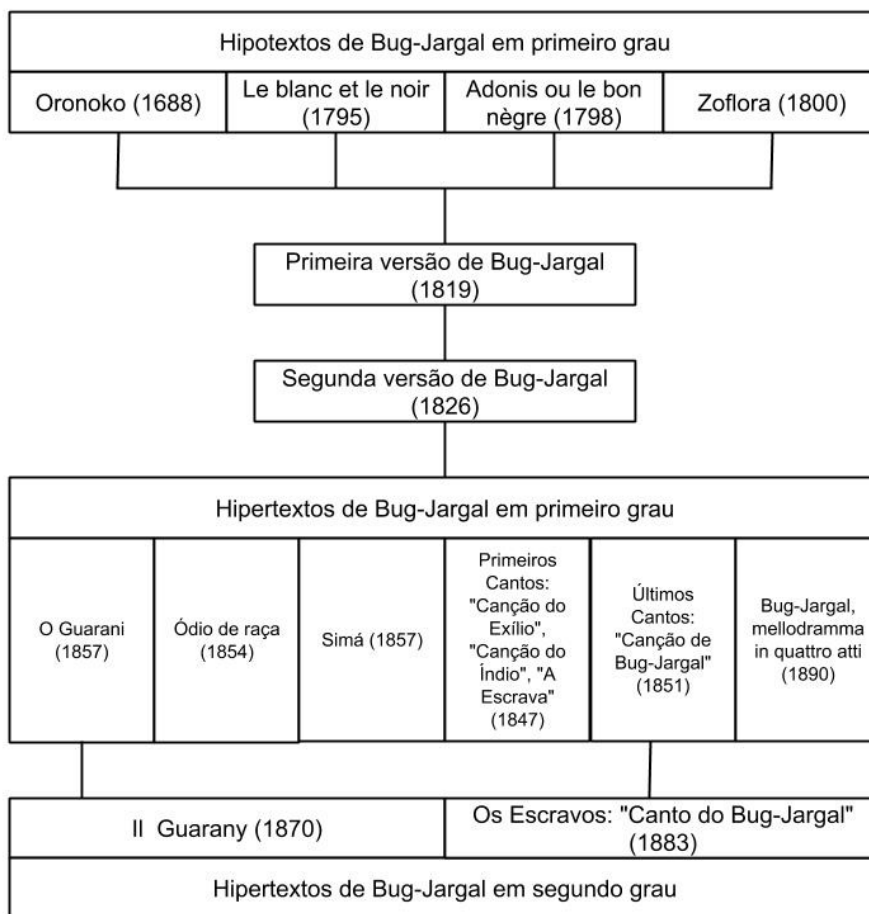 Hipotextos de Bug-Jargal em primeiro grau
Oronoko (1688)
Le blanc et le noir
(1795)
Adonis ou le bon
nègre (1798)
Zoflora (1800)
Primeira versão de Bug-Jargal
(1819)
Segunda versão de Bug-Jargal
(1826)
Hipertextos de Bug-Jargal em primeiro grau
O Guarani
(1857)
Ódio de raça
(1854)
Simá (1857)
Primeiros
Cantos:
"Canção do
Exílio",
"Canção do
Índio", "A
Escrava"
(1847)
Últimos
Cantos:
"Canção de
Bug-Jargal"
(1851)
Bug-Jargal,
mellodramma
in quattro atti
(1890)
Il Guarany (1870)
Os Escravos: "Canto do Bug-Jargal"
(1883)
Hipertextos de Bug-Jargal em segundo grau